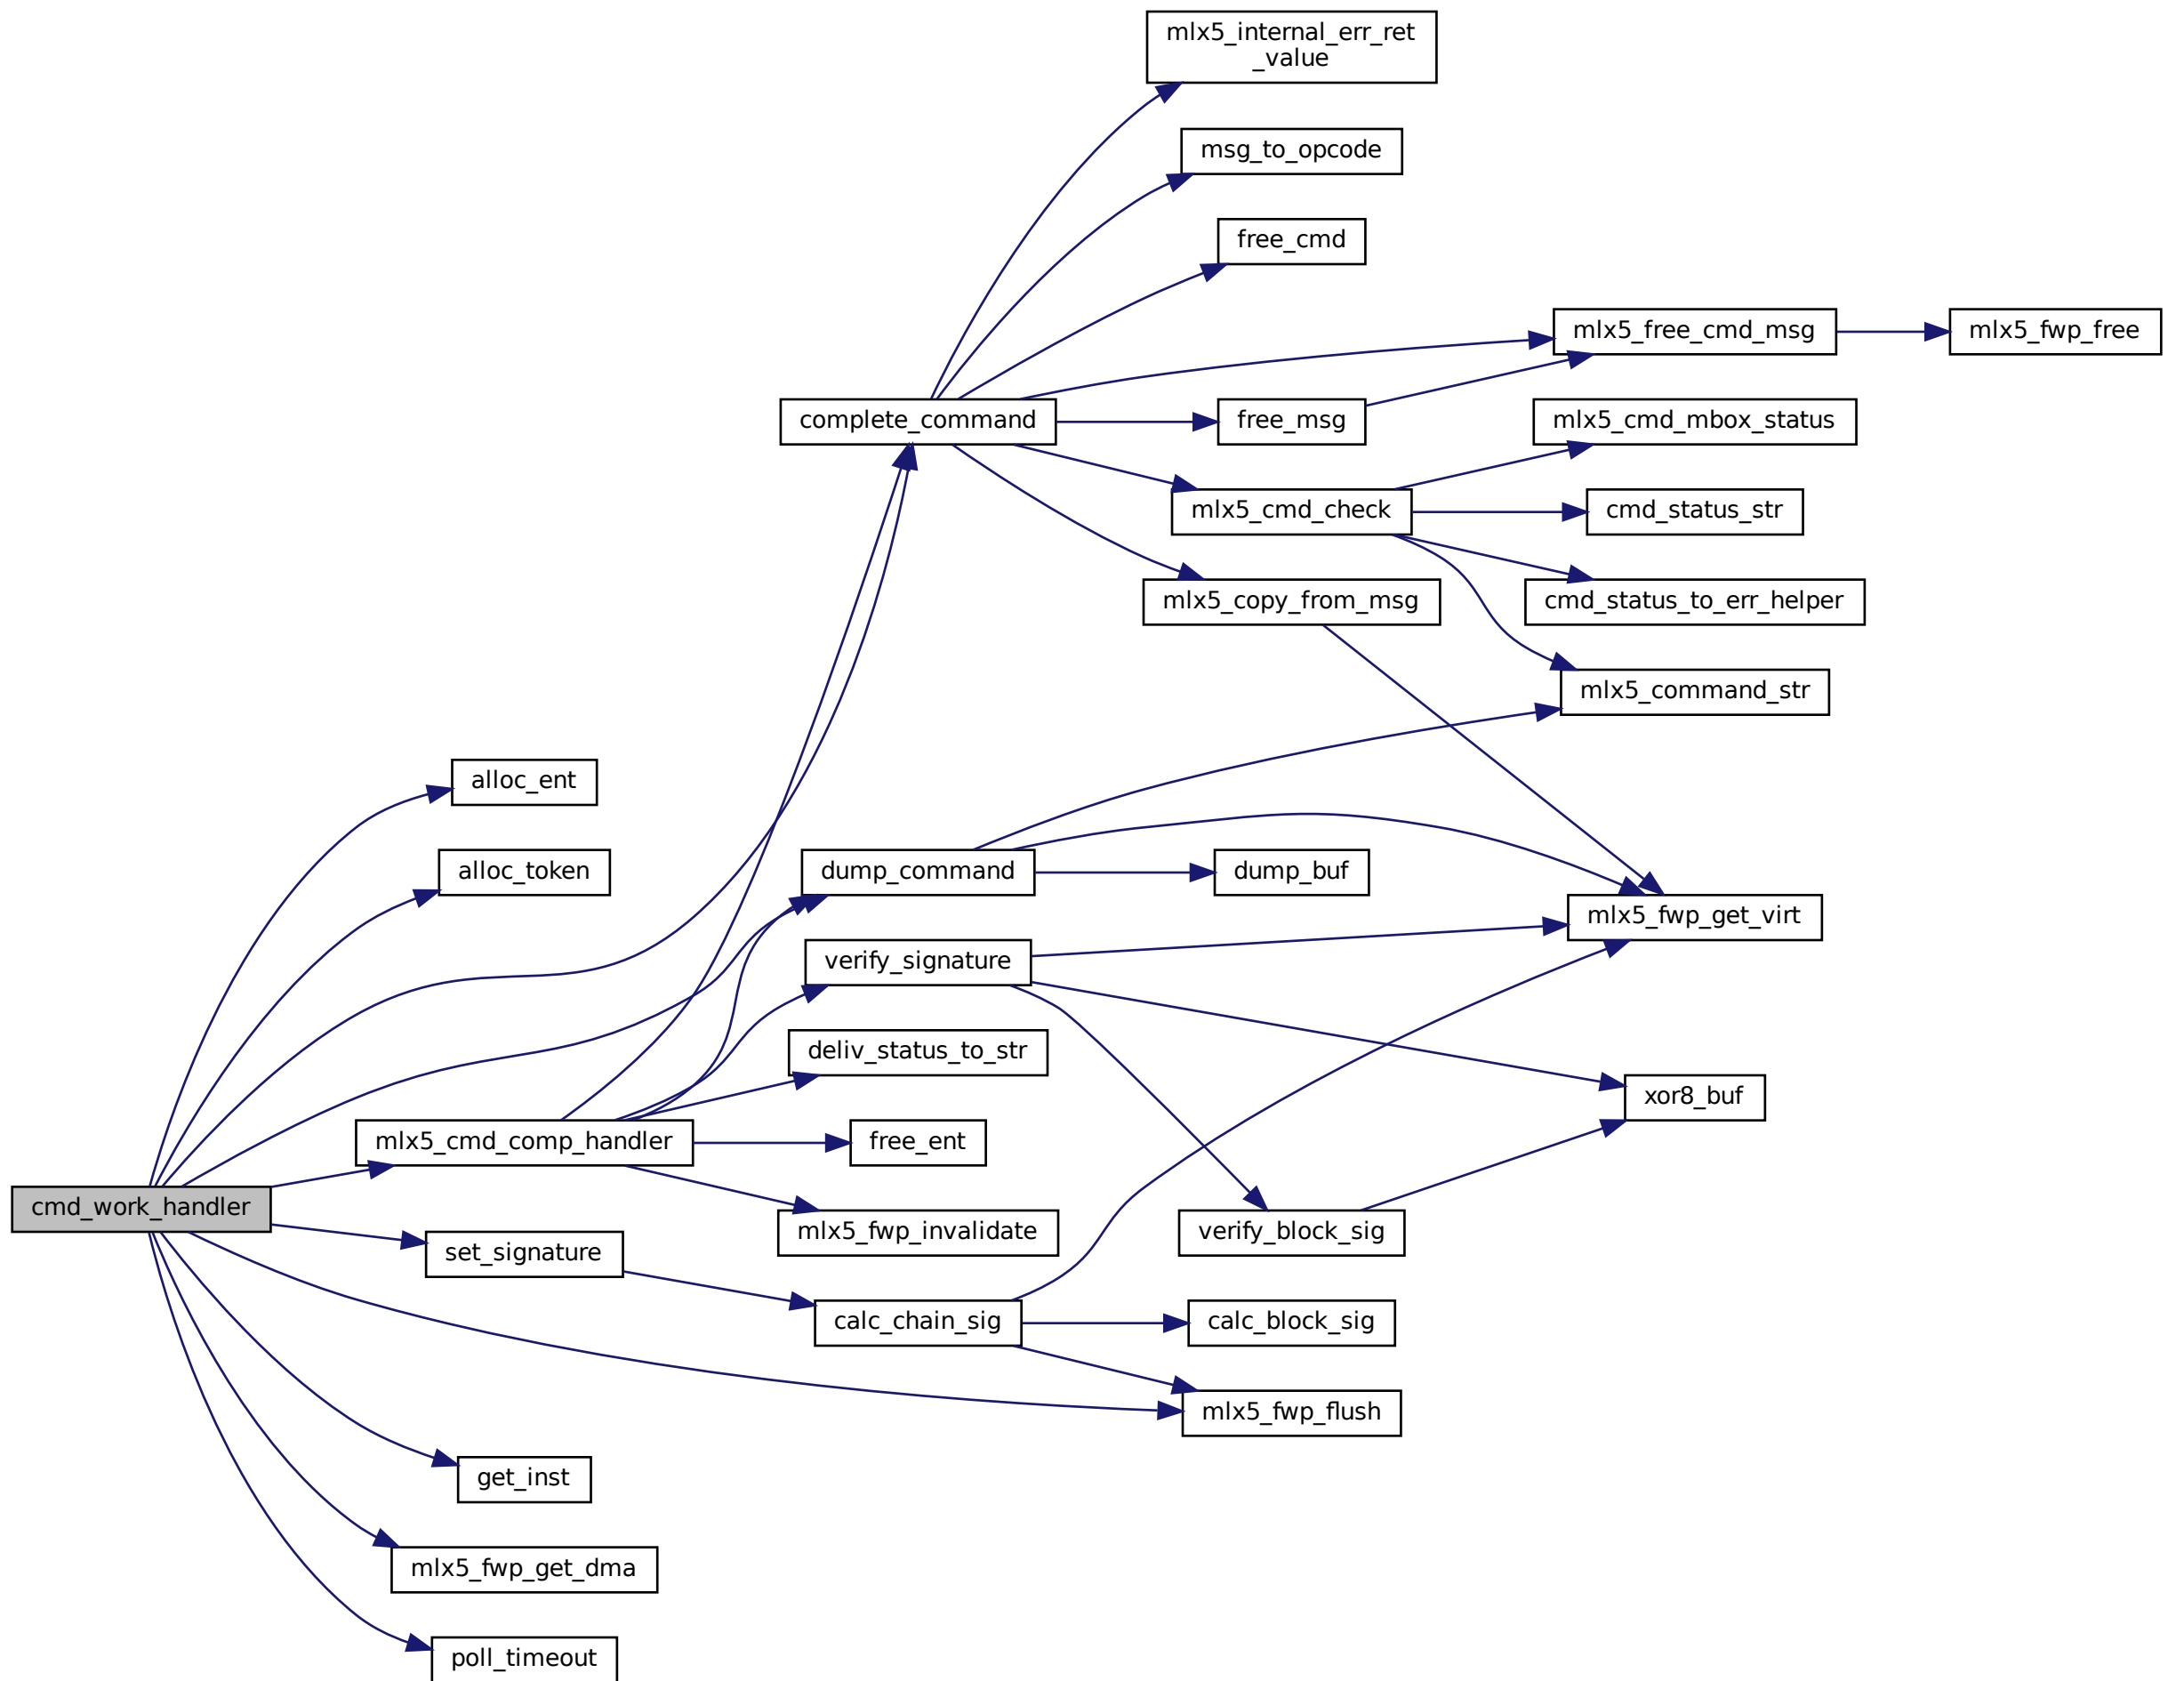 mlx5_internal_err_ret
_value
msg_to_opcode
free_cmd
mlx5_free_cmd_msg
mlx5_fwp_free
complete_command
free_msg
mlx5_cmd_mbox_status
mlx5_cmd_check
cmd_status_str
mlx5_copy_from_msg
cmd_status_to_err_helper
mlx5_command_str
alloc_ent
alloc_token
dump_command
dump_buf
mlx5_fwp_get_virt
verify_signature
deliv_status_to_str
xor8_buf
mlx5_cmd_comp_handler
free_ent
cmd_work_handler
mlx5_fwp_invalidate
verify_block_sig
set_signature
calc_chain_sig
calc_block_sig
mlx5_fwp_flush
get_inst
mlx5_fwp_get_dma
poll_timeout